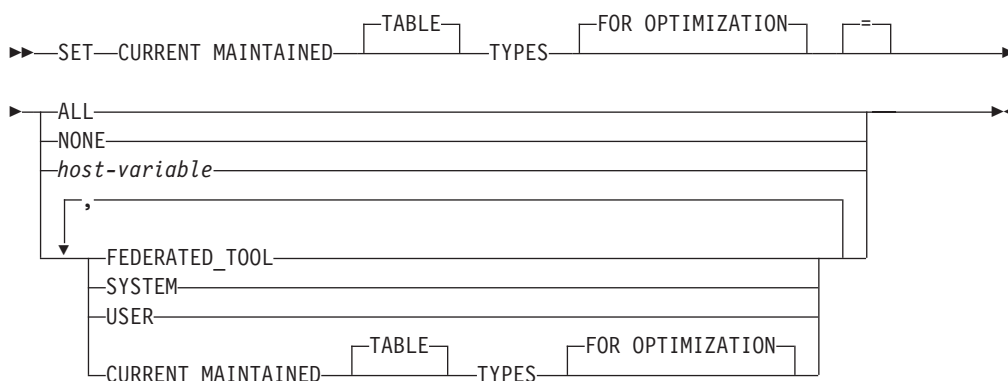 TABLE FOR OPTIMIZATION =
SET CURRENT MAINTAINED TYPES
ALL
NONE
host-variable
,
FEDERATED_TOOL
SYSTEM
USER
TABLE FOR OPTIMIZATION
CURRENT MAINTAINED TYPES